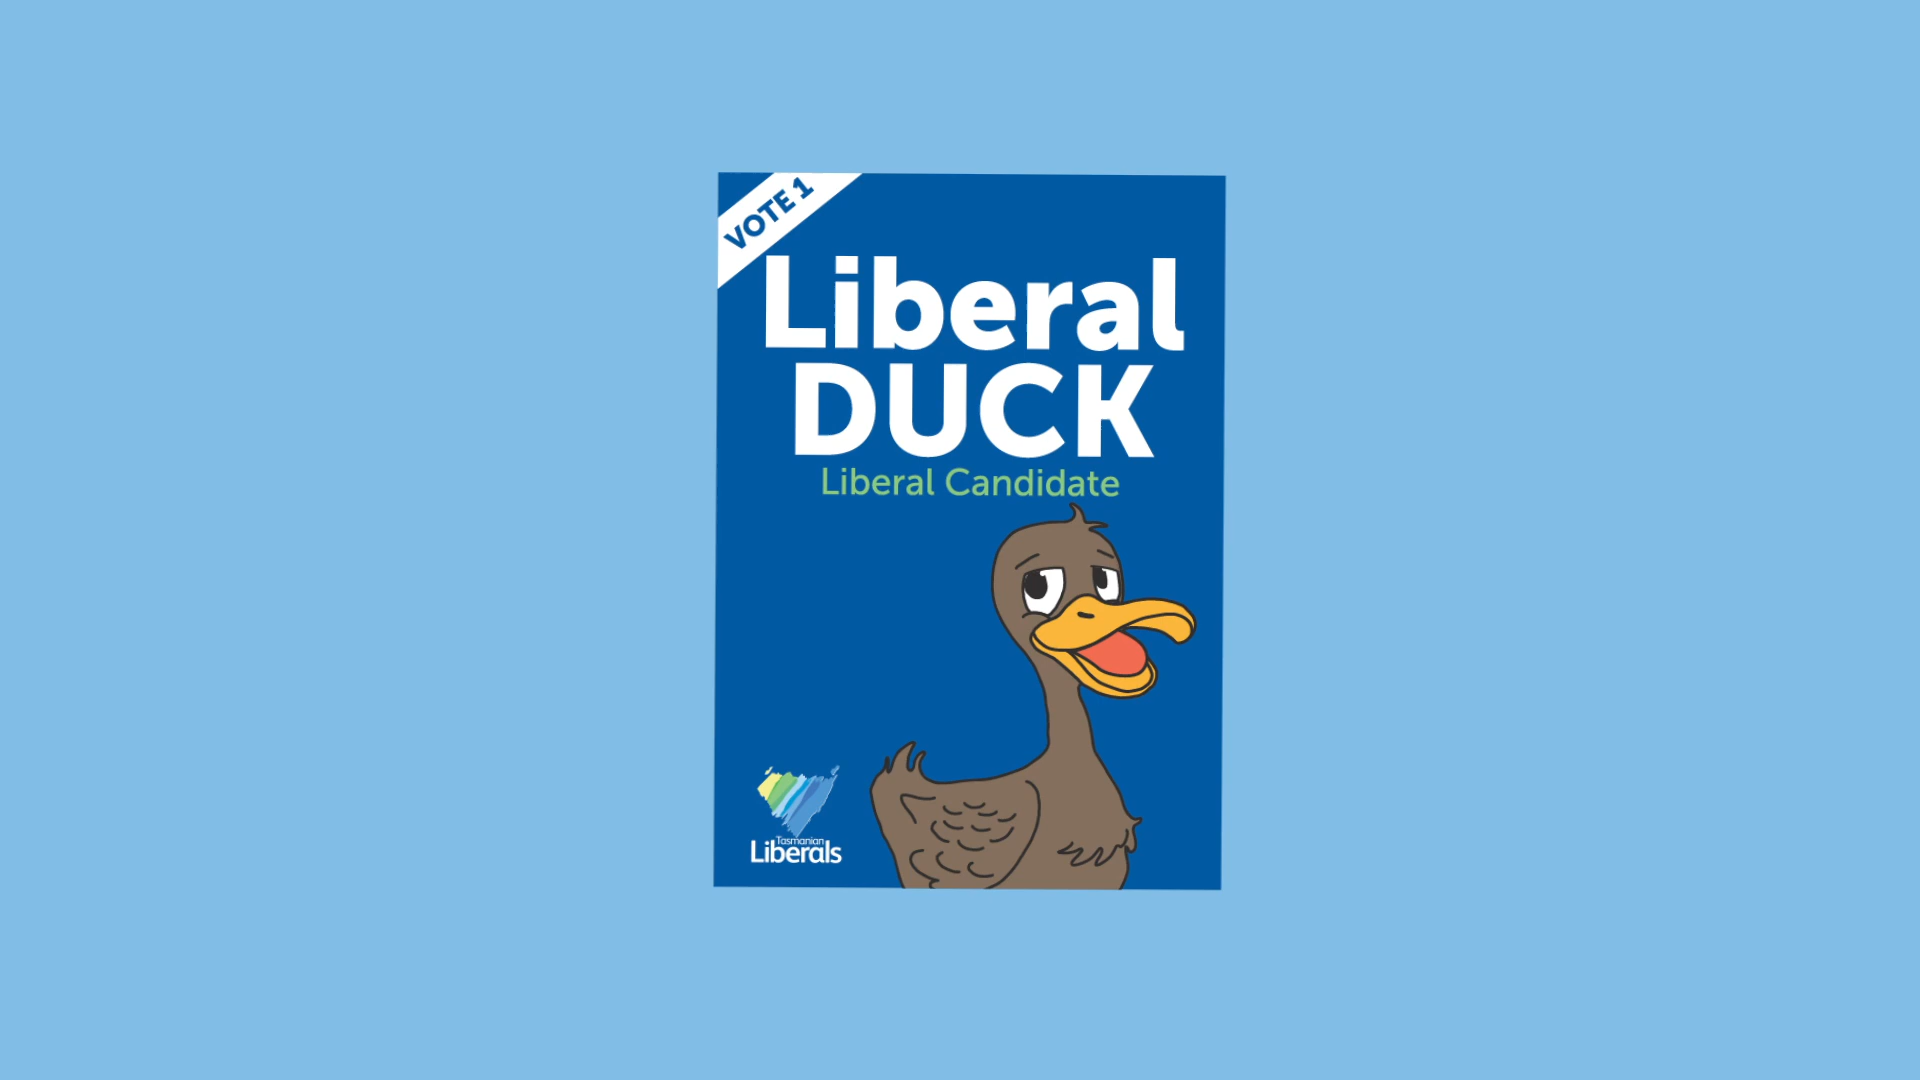 VOTE 1
Liberal
DUCK
Liberal Candidate
Tasmanian
Liberals